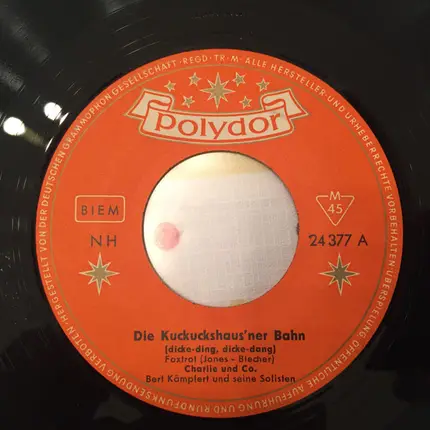 HERGESTELLT VON DER DEUTSCHEN GRAMMOPHON GESELLSCHAFT · REGD · TR · M · ALLE HERSTELLER - UND URHEBERRECHTE VORBEHALTEN · ÜBERSPIELUNG ÖFFENTLICHE AUFFÜHRUNG UND RUNDFUNKSENDUNG VERBOTEN ·
Polydor
BIEM
M
45
NH
24 377 A
Die Kuckuckshaus'ner Bahn
(dicke-ding, dicke-dang)
Foxtrot (Jones - Blecher)
Charlie und Co.
Bert Kämpfert und seine Solisten